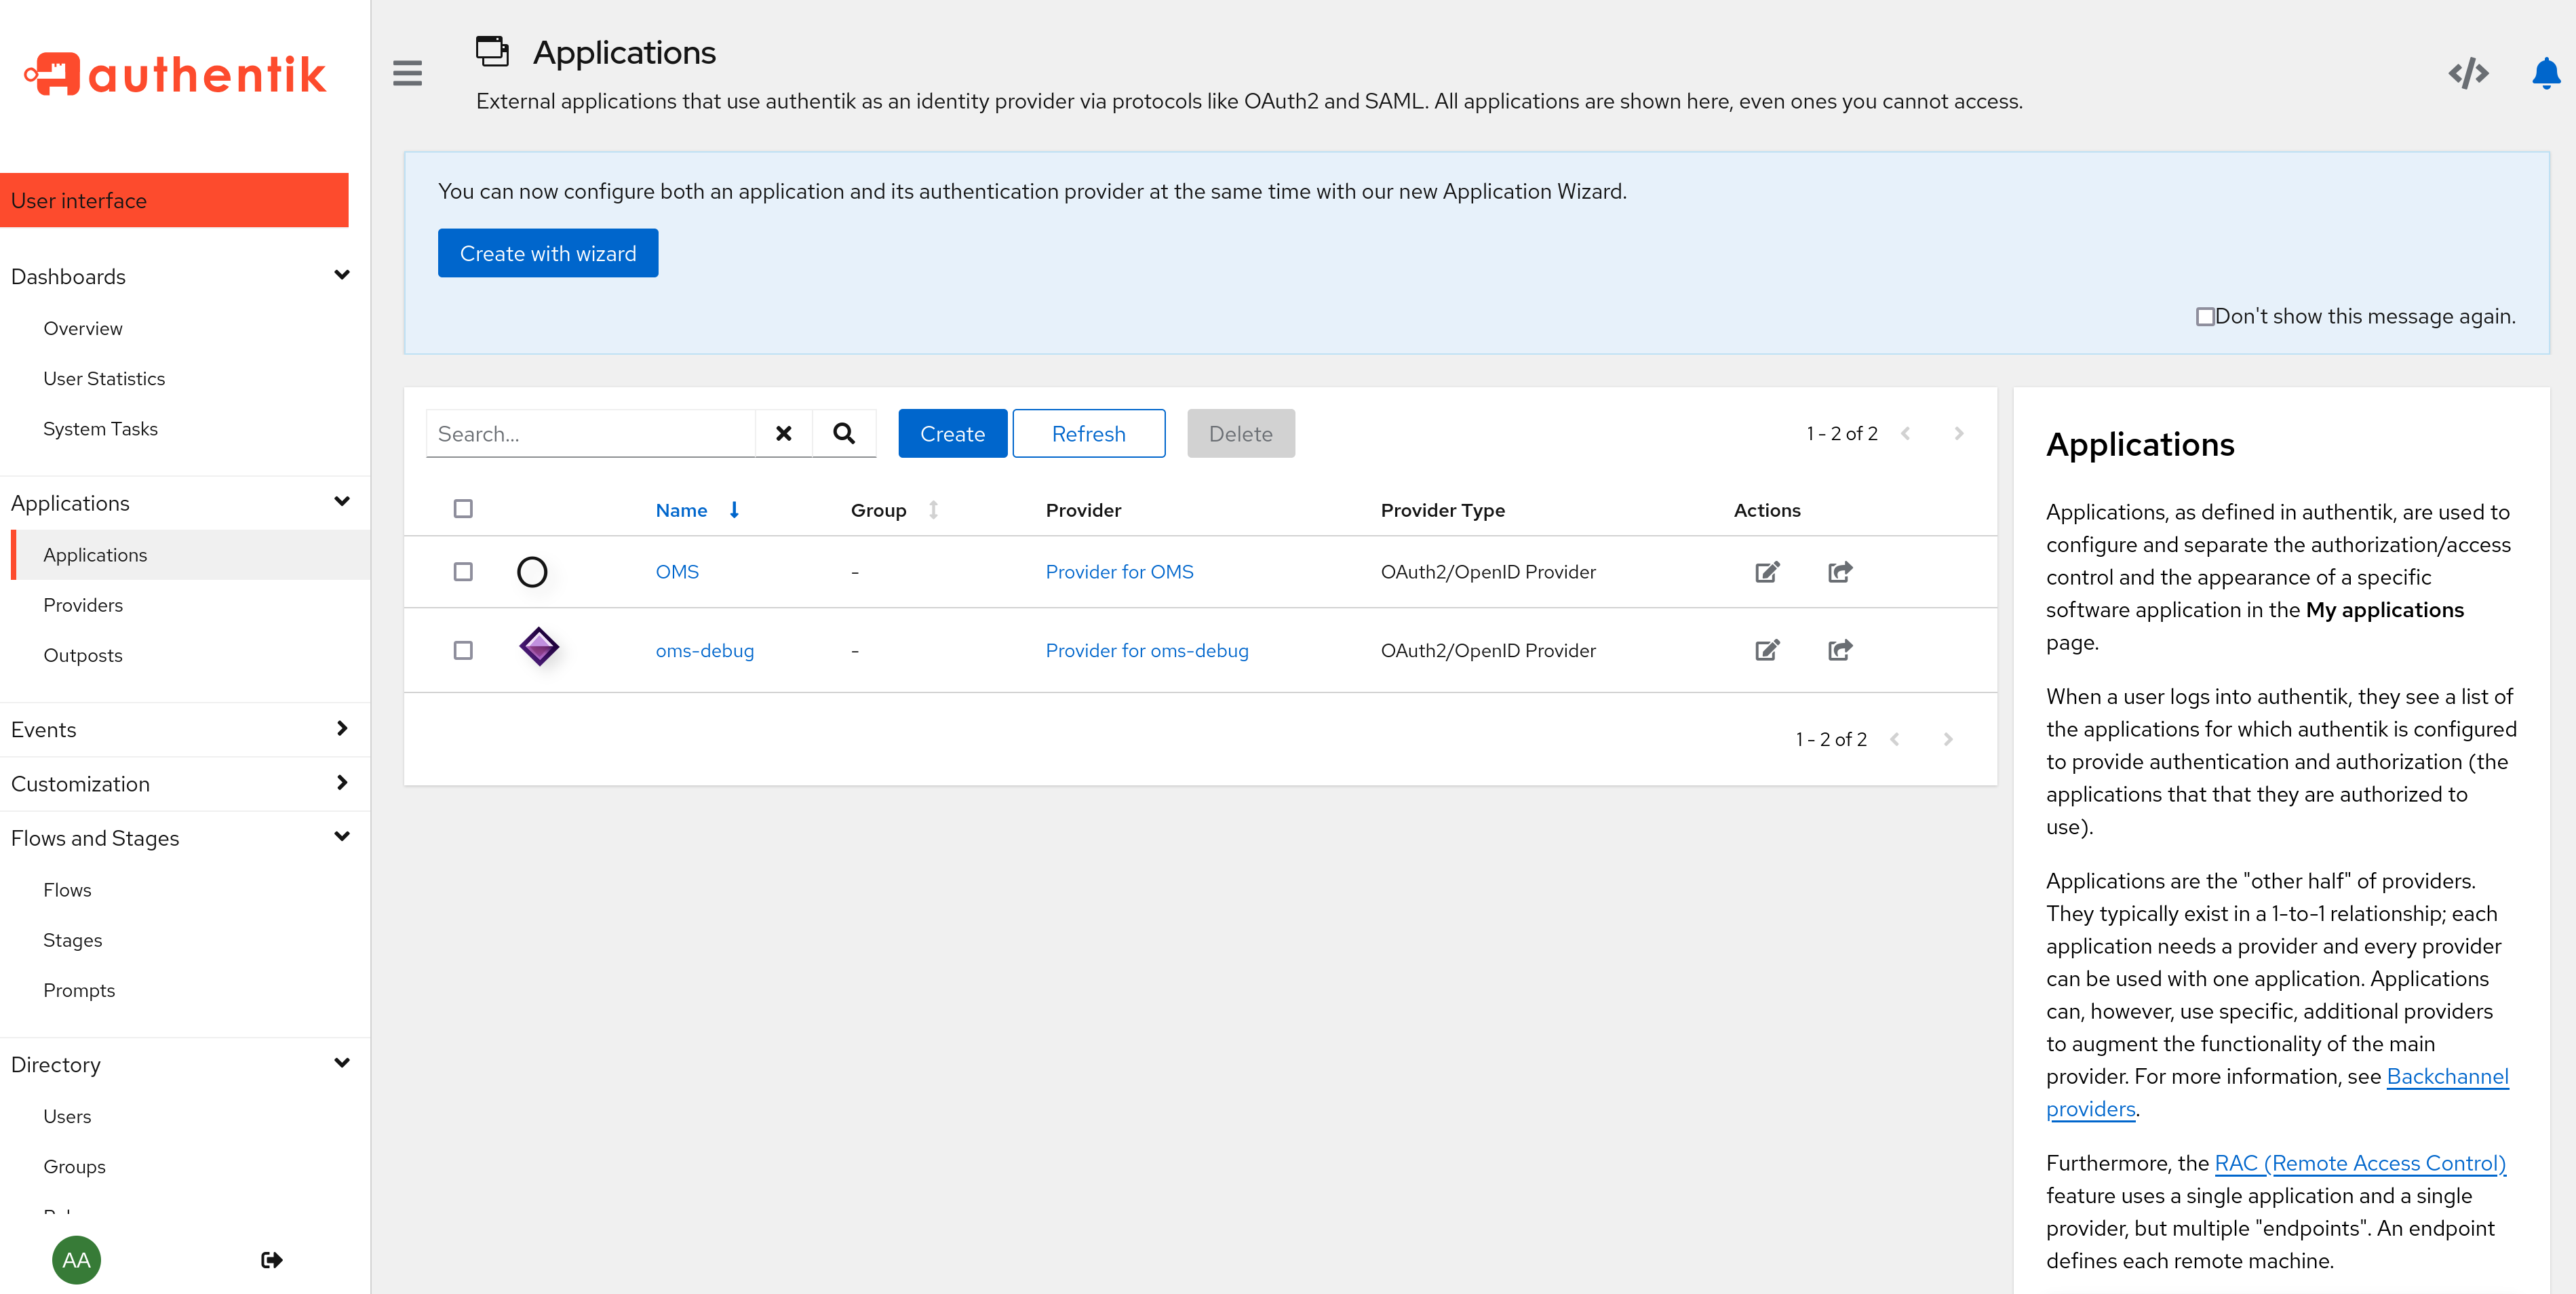 authentik
User interface
Dashboards
Overview
User Statistics
System Tasks
Applications
Applications
Providers
Outposts
Events
Customization
Flows and Stages
Flows
Stages
Prompts
Directory
Users
Groups
AA
Applications
External applications that use authentik as an identity provider via protocols like OAuth2 and SAML. All applications are shown here, even ones you cannot access.
You can now configure both an application and its authentication provider at the same time with our new Application Wizard.
Create with wizard
Don't show this message again.
Search...
Create
Refresh
Delete
1 - 2 of 2
Name Group Provider Provider Type Actions
OMS - Provider for OMS OAuth2/OpenID Provider
oms-debug - Provider for oms-debug OAuth2/OpenID Provider
1 - 2 of 2
Applications
Applications, as defined in authentik, are used to
configure and separate the authorization/access
control and the appearance of a specific
software application in the My applications
page.
When a user logs into authentik, they see a list of
the applications for which authentik is configured
to provide authentication and authorization (the
applications that that they are authorized to
use).
Applications are the "other half" of providers.
They typically exist in a 1-to-1 relationship; each
application needs a provider and every provider
can be used with one application. Applications
can, however, use specific, additional providers
to augment the functionality of the main
provider. For more information, see Backchannel
providers.
Furthermore, the RAC (Remote Access Control)
feature uses a single application and a single
provider, but multiple "endpoints". An endpoint
defines each remote machine.